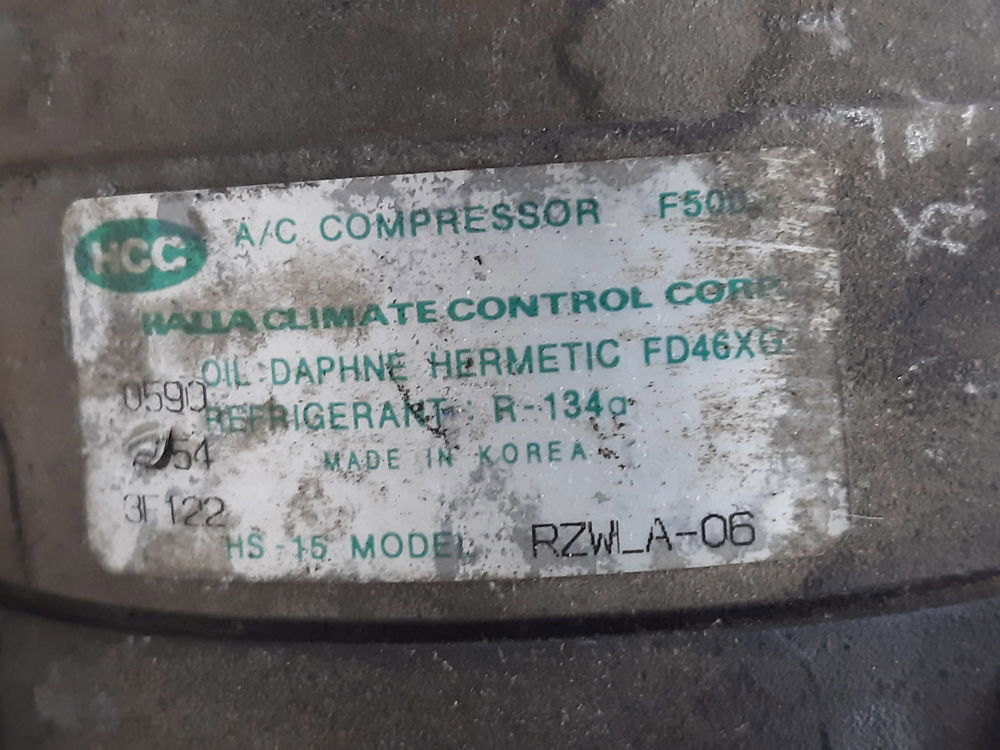 HCC A/C COMPRESSOR F500
HALLA CLIMATE CONTROL CORP.
OIL : DAPHNE HERMETIC FD46XG
0590
REFRIGERANT : R-134a
54
MADE IN KOREA
3F122
HS-15 MODEL RZWLA-06